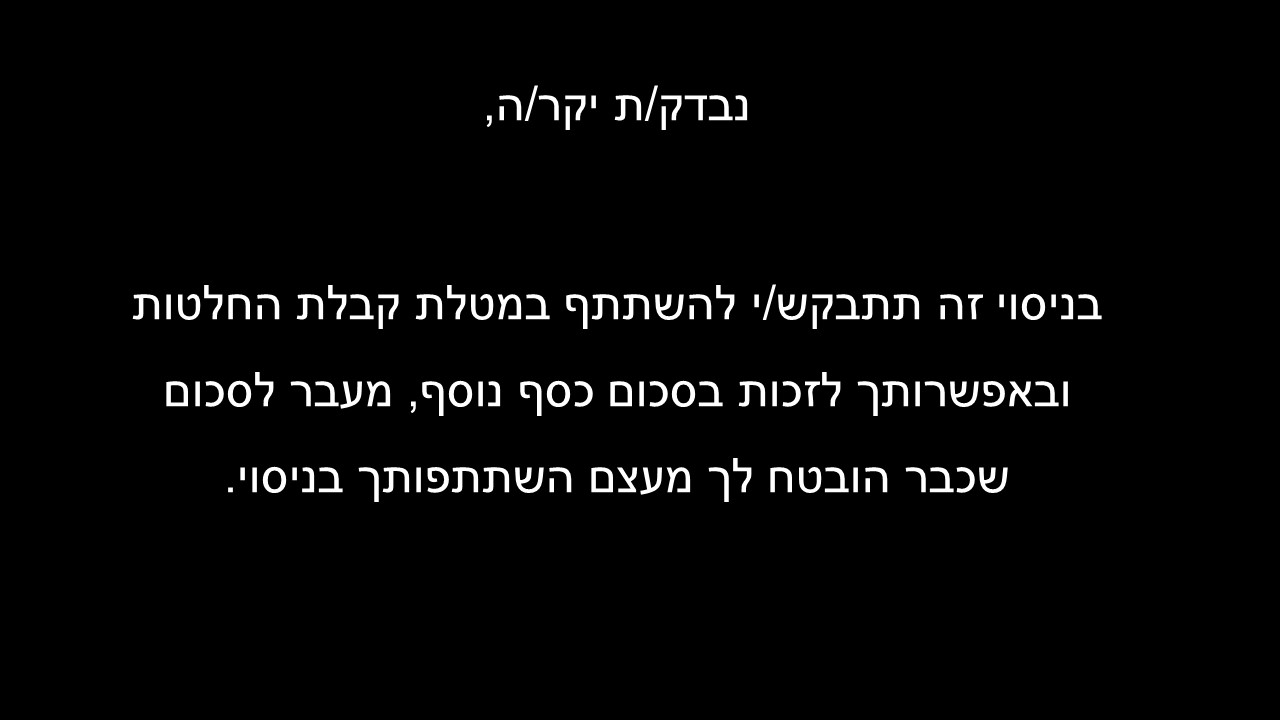 נבדק/ת יקר/ה,
בניסוי זה תתבקש/י להשתתף במטלת קבלת החלטות
ובאפשרותך לזכות בסכום כסף נוסף, מעבר לסכום
שכבר הובטח לך מעצם השתתפותך בניסוי.